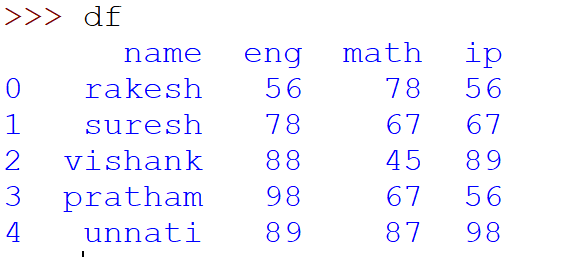 >>> df
      name  eng  math  ip
0   rakesh   56    78  56
1   suresh   78    67  67
2  vishank   88    45  89
3  pratham   98    67  56
4   unnati   89    87  98